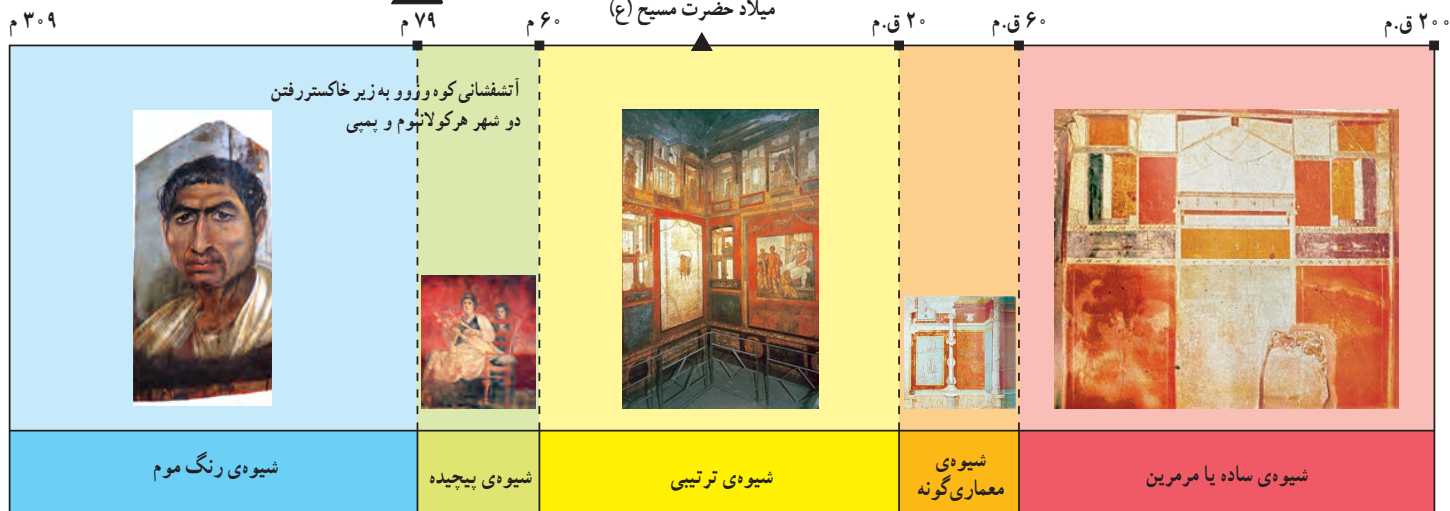 میلاد حضرت مسیح (ع)
۲۰۰ ق.م
۶۰ ق.م
۲۰ ق.م
۶۰ م
۷۹ م
۳۰۹ م
آتشفشانی کوه وزوو به زیر خاکستر رفتن
دو شهر هرکولانئوم و پمپی
شیوه‌ی ساده یا مرمرین
شیوه‌ی
معماری‌گونه
شیوه‌ی ترتیبی
شیوه‌ی پیچیده
شیوه‌ی رنگ موم